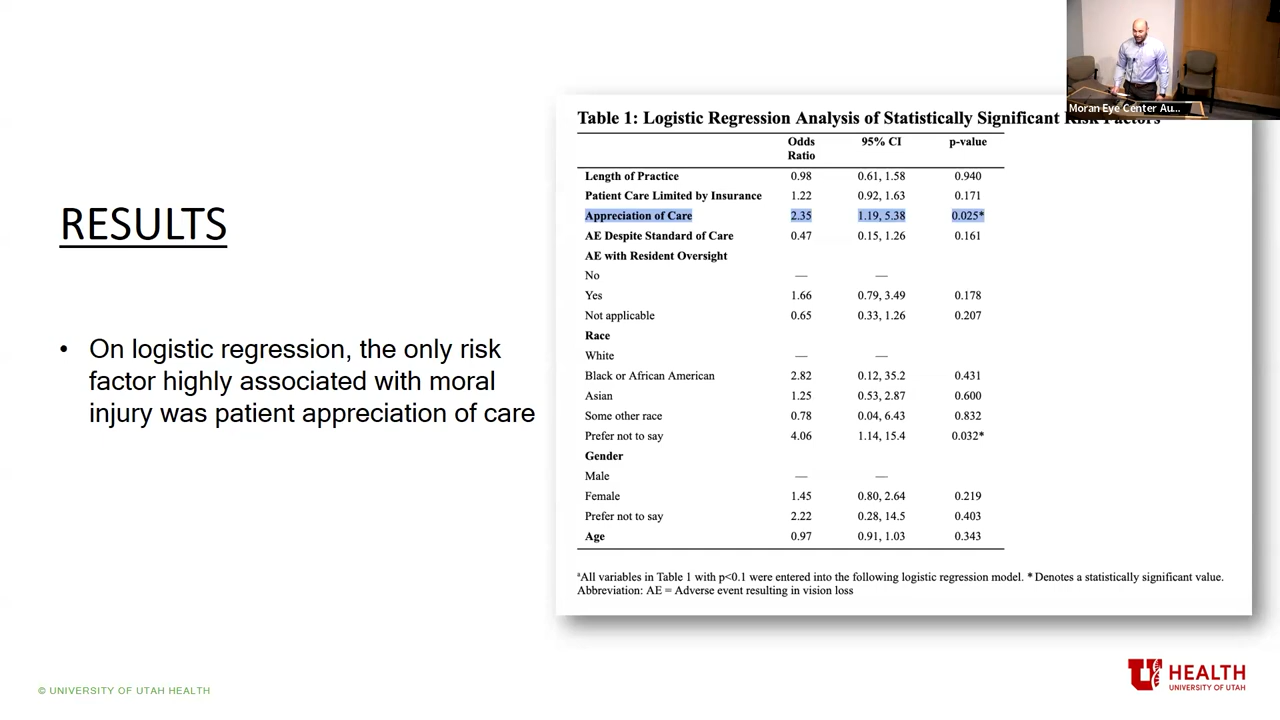 Moran Eye Center Au...
RESULTS
• On logistic regression, the only risk
factor highly associated with moral
injury was patient appreciation of care
Table 1: Logistic Regression Analysis of Statistically Significant
Odds Ratio 95% CI p-value
Length of Practice 0.98 0.61, 1.58 0.940
Patient Care Limited by Insurance 1.22 0.92, 1.63 0.171
Appreciation of Care 2.35 1.19, 5.38 0.025*
AE Despite Standard of Care 0.47 0.15, 1.26 0.161
AE with Resident Oversight
No — —
Yes 1.66 0.79, 3.49 0.178
Not applicable 0.65 0.33, 1.26 0.207
Race
White — —
Black or African American 2.82 0.12, 35.2 0.431
Asian 1.25 0.53, 2.87 0.600
Some other race 0.78 0.04, 6.43 0.832
Prefer not to say 4.06 1.14, 15.4 0.032*
Gender
Male — —
Female 1.45 0.80, 2.64 0.219
Prefer not to say 2.22 0.28, 14.5 0.403
Age 0.97 0.91, 1.03 0.343
ᵃAll variables in Table 1 with p<0.1 were entered into the following logistic regression model. * Denotes a statistically significant value.
Abbreviation: AE = Adverse event resulting in vision loss
© UNIVERSITY OF UTAH HEALTH
U HEALTH
UNIVERSITY OF UTAH